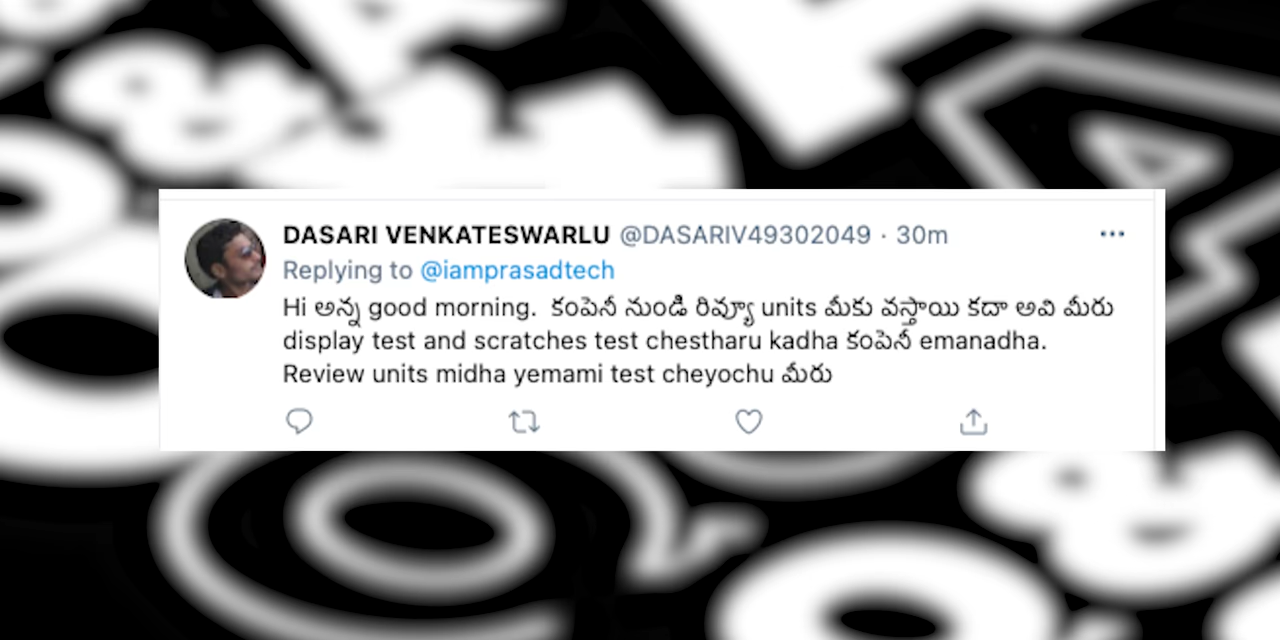 DASARI VENKATESWARLU @DASARIV49302049 · 30m
Replying to @iamprasadtech
Hi అన్న good morning. కంపెనీ నుండి రివ్యూ units మీకు వస్తాయి కదా అవి మీరు
display test and scratches test chestharu kadha కంపెనీ emanadha.
Review units midha yemami test cheyochu మీరు